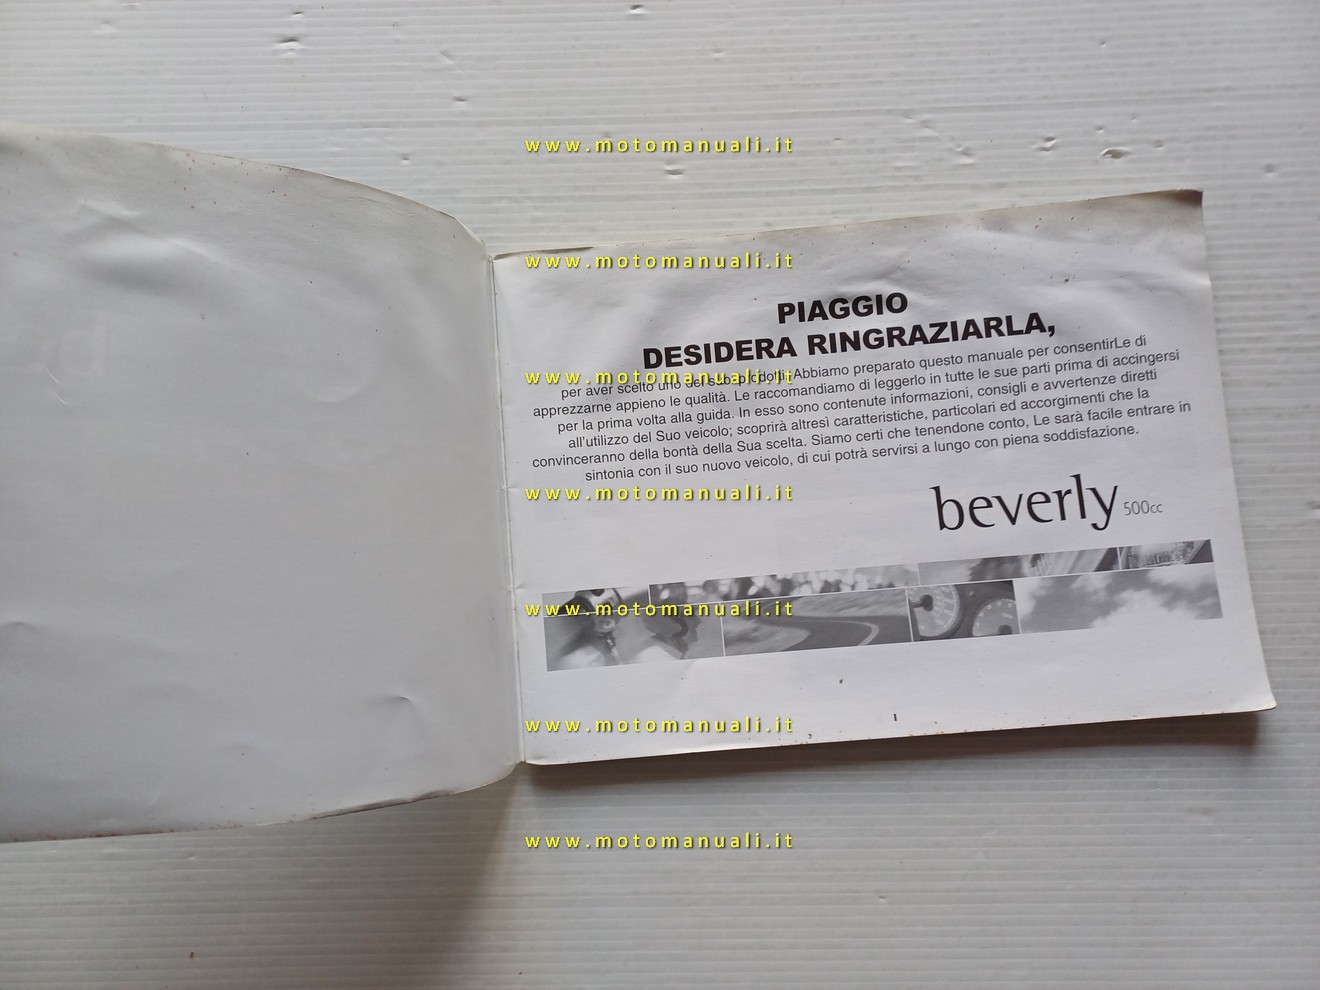 www.motomanuali.it
www.motomanuali.it
PIAGGIO
DESIDERA RINGRAZIARLA,
per aver scelto uno dei suoi prodotti. Abbiamo preparato questo manuale per consentirLe di
apprezzarne appieno le qualità. Le raccomandiamo di leggerlo in tutte le sue parti prima di accingersi
per la prima volta alla guida. In esso sono contenute informazioni, consigli e avvertenze diretti
all'utilizzo del Suo veicolo; scoprirà altresì caratteristiche, particolari ed accorgimenti che la
convinceranno della bontà della Sua scelta. Siamo certi che tenendone conto, Le sarà facile entrare in
sintonia con il suo nuovo veicolo, di cui potrà servirsi a lungo con piena soddisfazione.
www.motomanuali.it
www.motomanuali.it
beverly 500cc
www.motomanuali.it
1
www.motomanuali.it
www.motomanuali.it